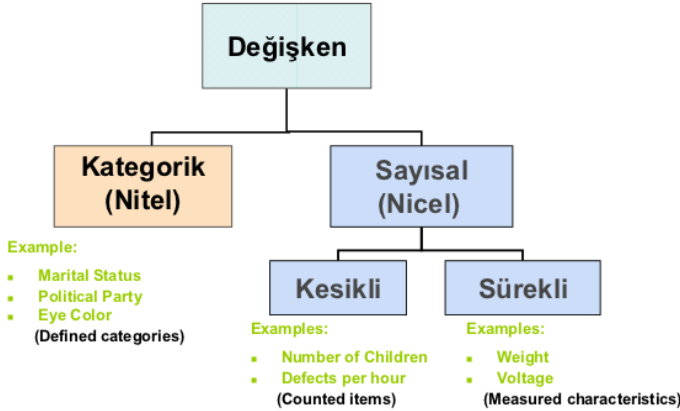 Değişken
Kategorik
(Nitel)
Sayısal
(Nicel)
Example:
▪ Marital Status
▪ Political Party
▪ Eye Color
(Defined categories)
Kesikli
Sürekli
Examples:
▪ Number of Children
▪ Defects per hour
(Counted items)
Examples:
▪ Weight
▪ Voltage
(Measured characteristics)